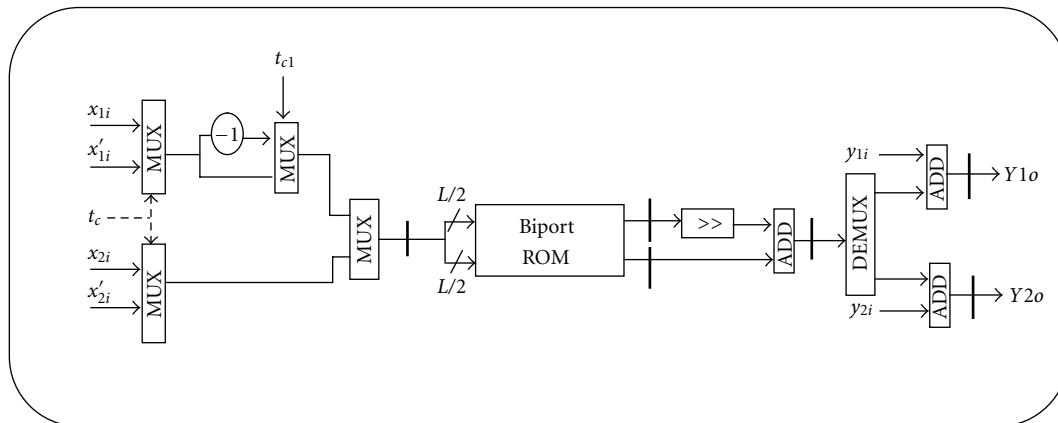 t_{c1}
x_{1i}
x'_{1i}
MUX
−1
MUX
t_c
x_{2i}
x'_{2i}
MUX
MUX
L/2
L/2
Biport
ROM
>>
ADD
DEMUX
y_{1i}
ADD
Y1o
y_{2i}
ADD
Y2o